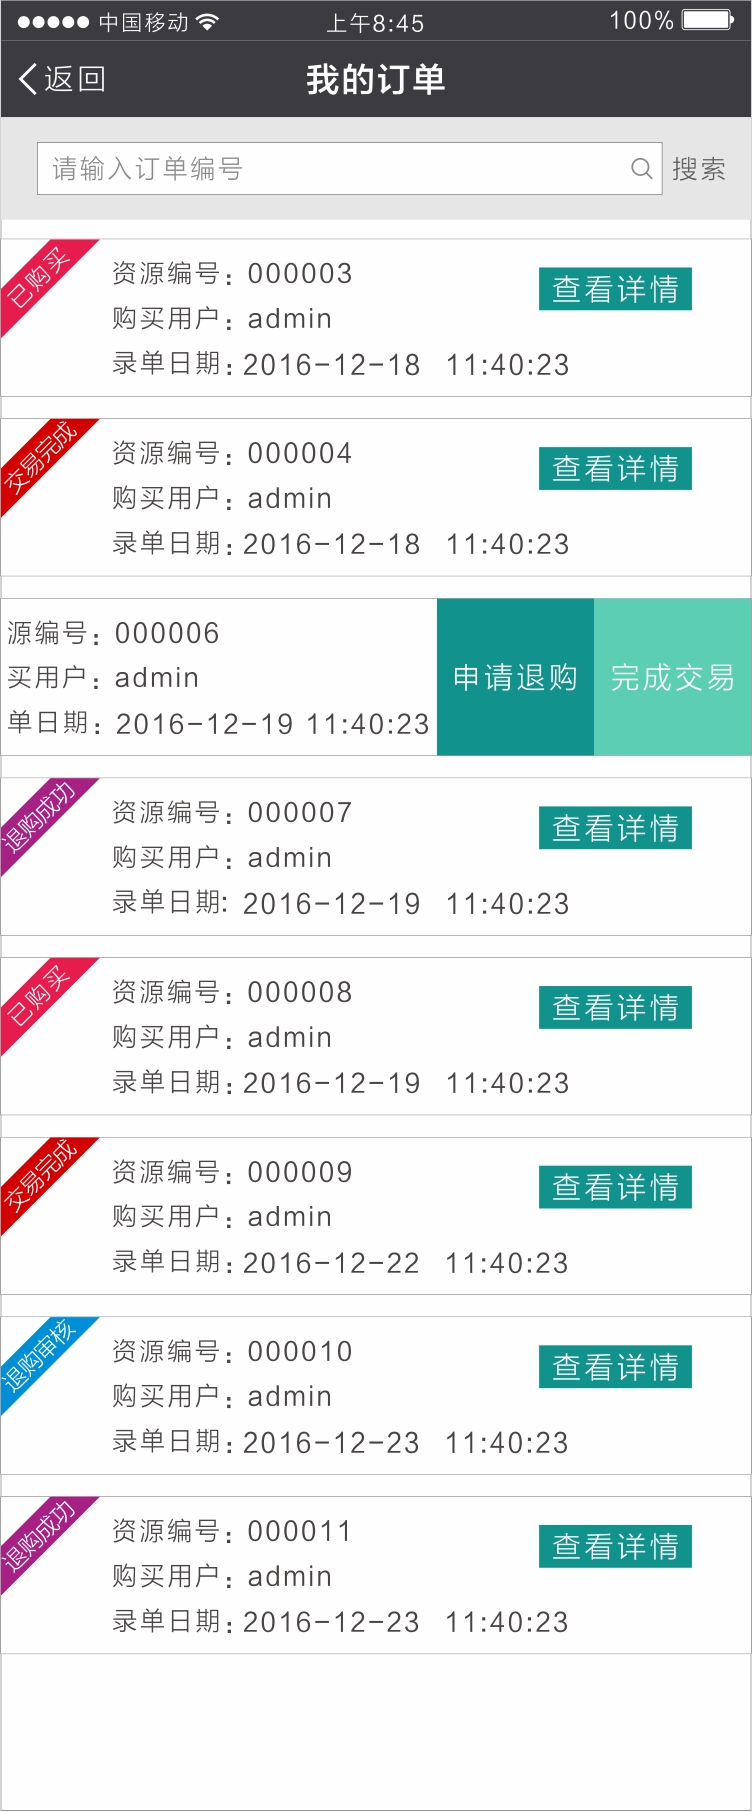 中国移动 上午8:45 100%
返回 我的订单
请输入订单编号 搜索
已购买
资源编号：000003 查看详情
购买用户：admin
录单日期：2016-12-18 11:40:23
交易完成
资源编号：000004 查看详情
购买用户：admin
录单日期：2016-12-18 11:40:23
源编号：000006
买用户：admin 申请退购 完成交易
单日期：2016-12-19 11:40:23
退购成功
资源编号：000007 查看详情
购买用户：admin
录单日期: 2016-12-19 11:40:23
已购买
资源编号：000008 查看详情
购买用户：admin
录单日期：2016-12-19 11:40:23
交易完成
资源编号：000009 查看详情
购买用户：admin
录单日期：2016-12-22 11:40:23
退购审核
资源编号：000010 查看详情
购买用户：admin
录单日期：2016-12-23 11:40:23
退购成功
资源编号：000011 查看详情
购买用户：admin
录单日期：2016-12-23 11:40:23